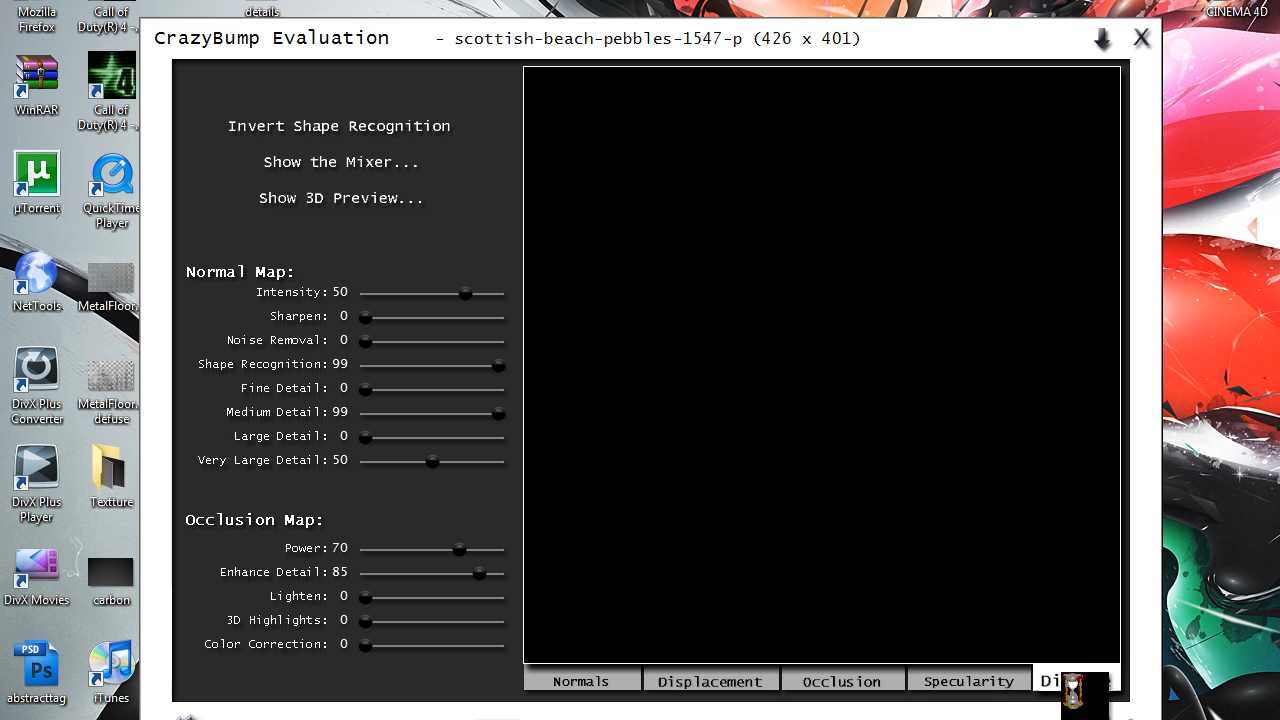 Mozilla
Firefox
Call of
Duty(R) 4 -...
details
CINEMA 4D
CrazyBump Evaluation
- scottish-beach-pebbles-1547-p (426 x 401)
X
WinRAR
Call of
Duty(R) 4 -...
µTorrent
QuickTime
Player
NetTools
MetalFloor.
DivX Plus
Converter
MetalFloor.
defuse
DivX Plus
Player
Textture
DivX Movies
carbon
PSD
Ps
abstracttag
iTunes
Invert Shape Recognition
Show the Mixer...
Show 3D Preview...
Normal Map:
Intensity: 50
Sharpen: 0
Noise Removal: 0
Shape Recognition: 99
Fine Detail: 0
Medium Detail: 99
Large Detail: 0
Very Large Detail: 50
Occlusion Map:
Power: 70
Enhance Detail: 85
Lighten: 0
3D Highlights: 0
Color Correction: 0
Normals
Displacement
Occlusion
Specularity